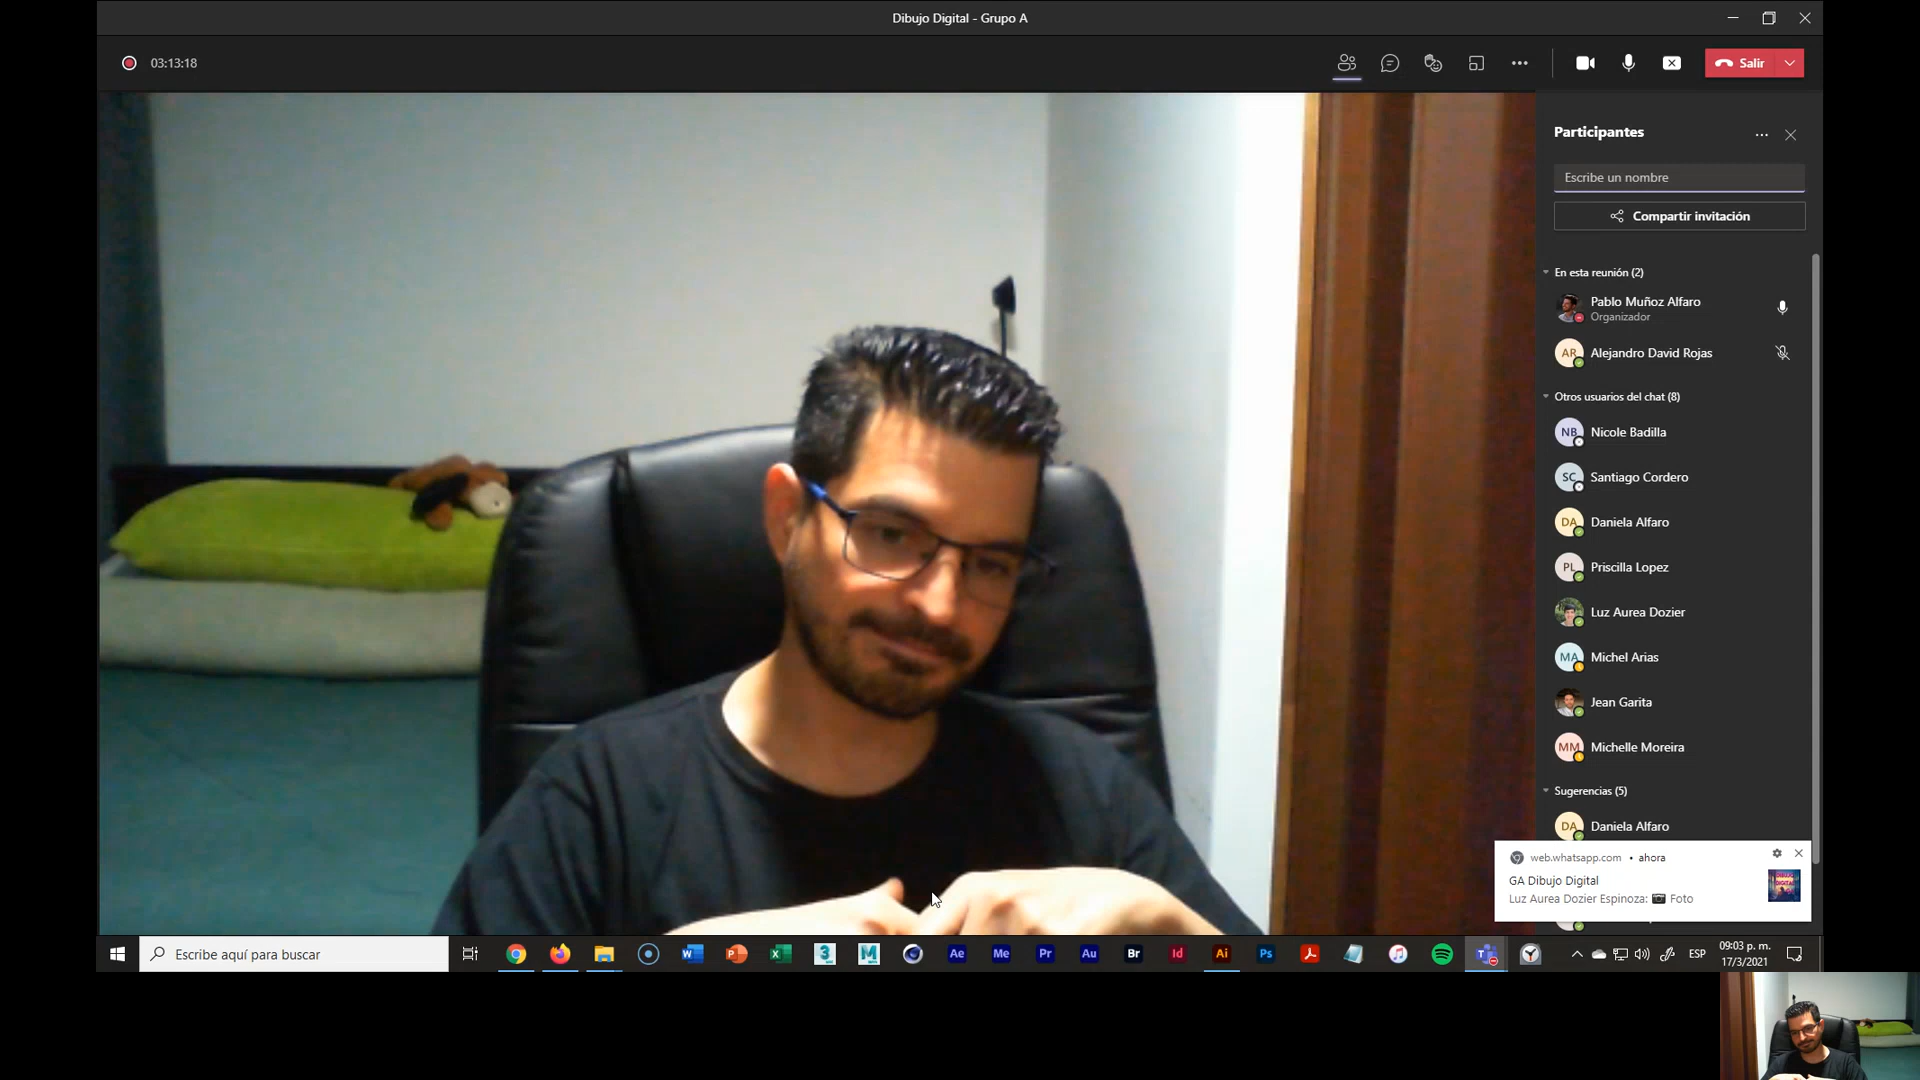 Dibujo Digital - Grupo A
03:13:18
Salir
Participantes
Escribe un nombre
Compartir invitación
En esta reunión (2)
Pablo Muñoz Alfaro
Organizador
AR Alejandro David Rojas
Otros usuarios del chat (8)
NB Nicole Badilla
SC Santiago Cordero
DA Daniela Alfaro
PL Priscilla Lopez
Luz Aurea Dozier
MA Michel Arias
Jean Garita
MM Michelle Moreira
Sugerencias (5)
DA Daniela Alfaro
web.whatsapp.com • ahora
GA Dibujo Digital
Luz Aurea Dozier Espinoza: 📷 Foto
Escribe aquí para buscar
W P X 3 M Ae Me Pr Au Br Id Ai Ps T ESP
09:03 p. m.
17/3/2021